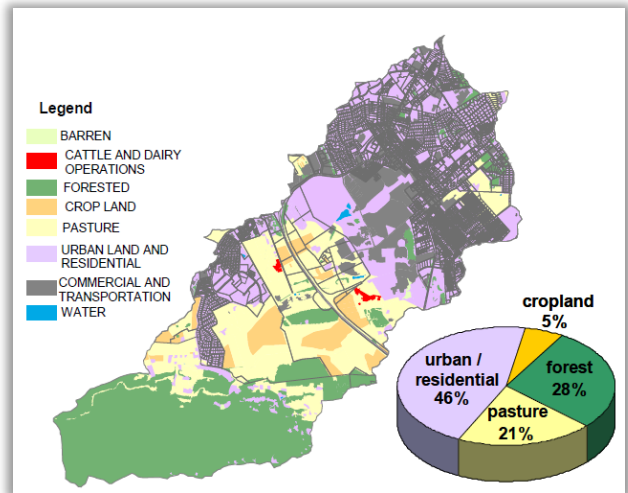 Legend
BARREN
CATTLE AND DAIRY
OPERATIONS
FORESTED
CROP LAND
PASTURE
URBAN LAND AND
RESIDENTIAL
COMMERCIAL AND
TRANSPORTATION
WATER
cropland
5%
urban /
residential
46%
forest
28%
pasture
21%